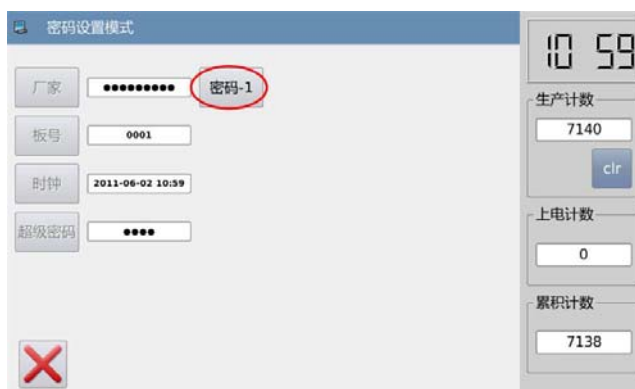 密码设置模式
厂家 ●●●●●●●●● 密码-1
板号 0001
时钟 2011-06-02 10:59
超级密码 ●●●●
10 59
生产计数
7140
clr
上电计数
0
累积计数
7138